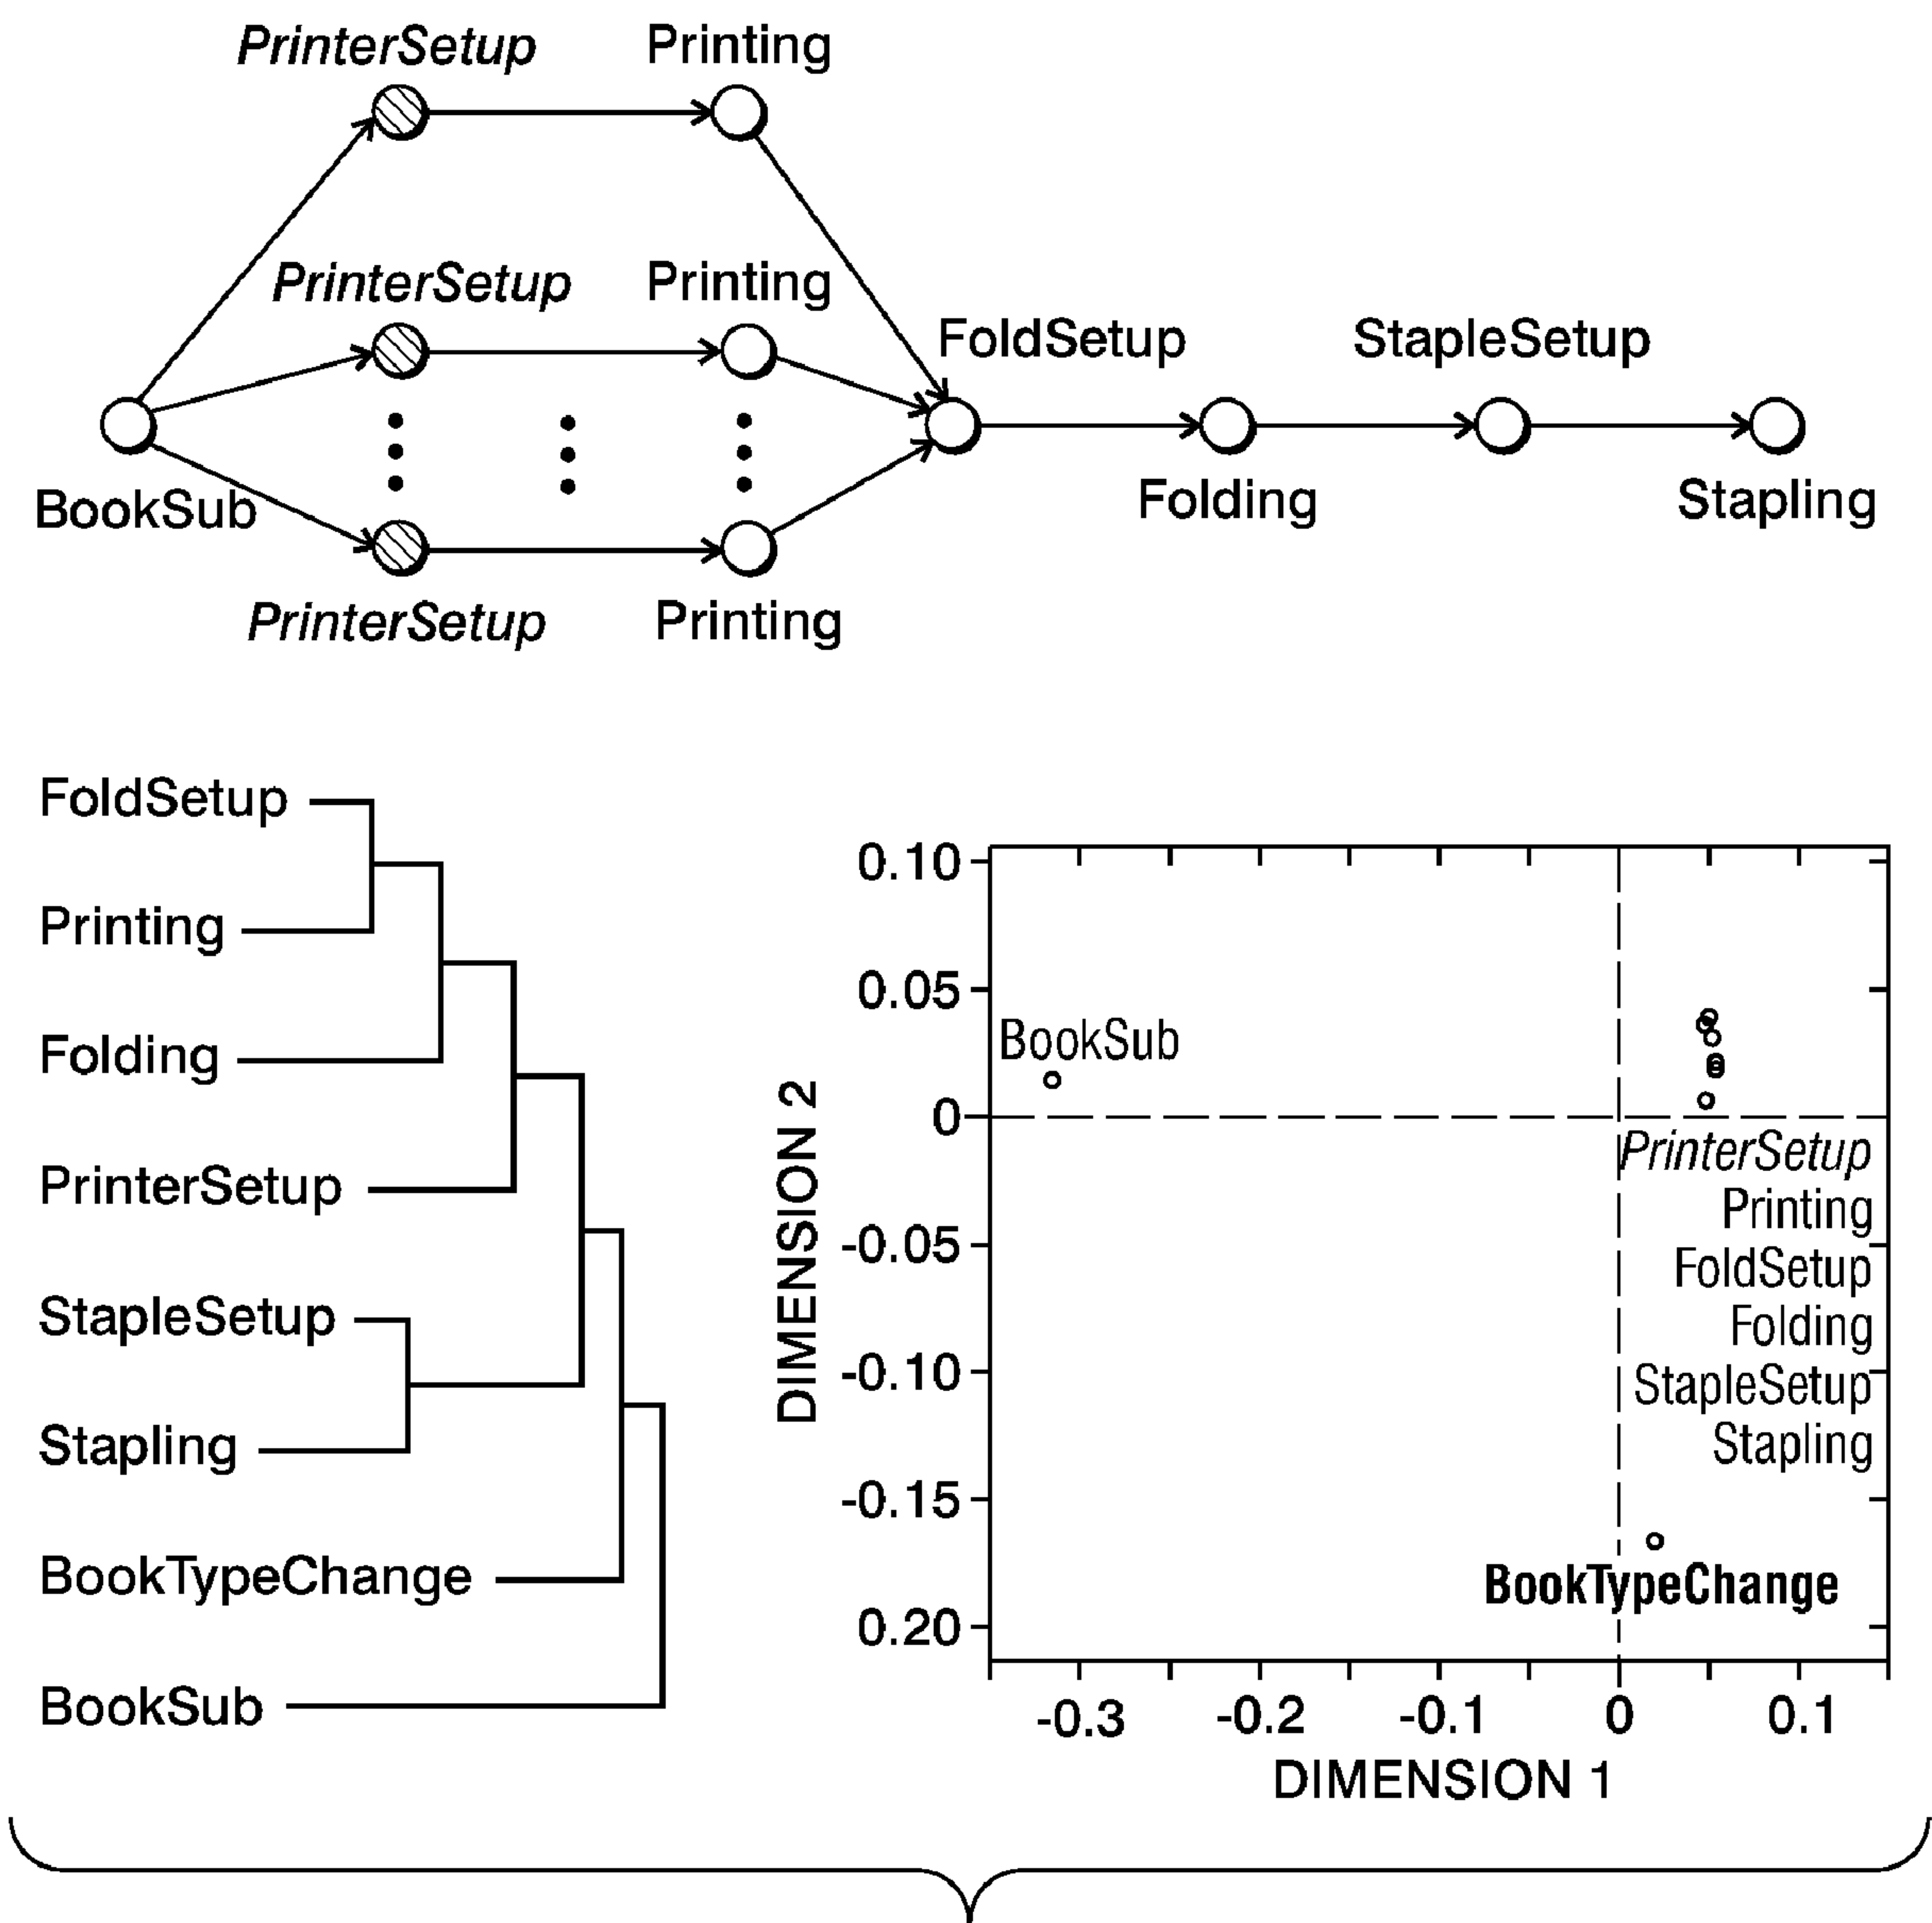 PrinterSetup
Printing
PrinterSetup
Printing
FoldSetup
StapleSetup
BookSub
Folding
Stapling
PrinterSetup
Printing
FoldSetup
Printing
Folding
PrinterSetup
StapleSetup
Stapling
BookTypeChange
BookSub
DIMENSION 2
0.10
0.05
0
-0.05
-0.10
-0.15
0.20
BookSub
PrinterSetup
Printing
FoldSetup
Folding
StapleSetup
Stapling
BookTypeChange
-0.3 -0.2 -0.1 0 0.1
DIMENSION 1